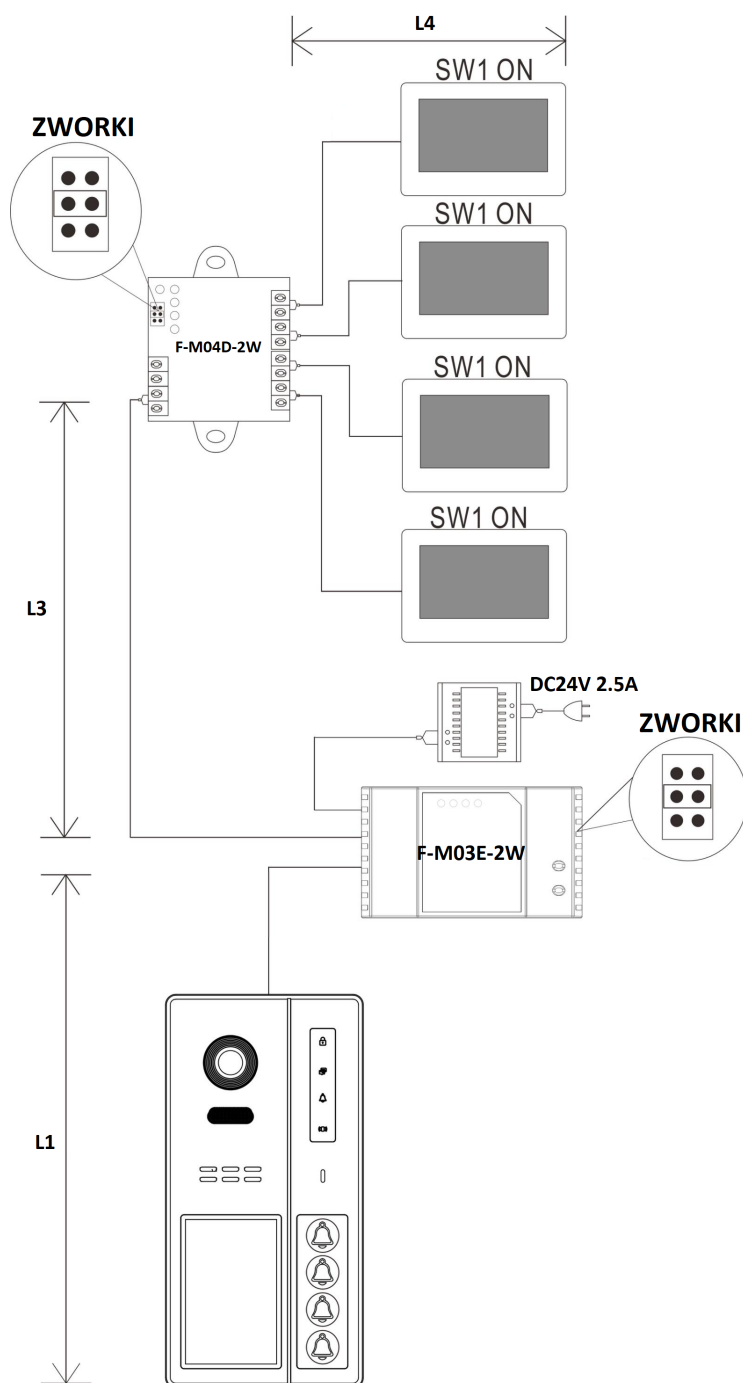 L4
SW1 ON
ZWORKI
SW1 ON
F-M04D-2W
SW1 ON
SW1 ON
L3
DC24V 2.5A
ZWORKI
F-M03E-2W
L1